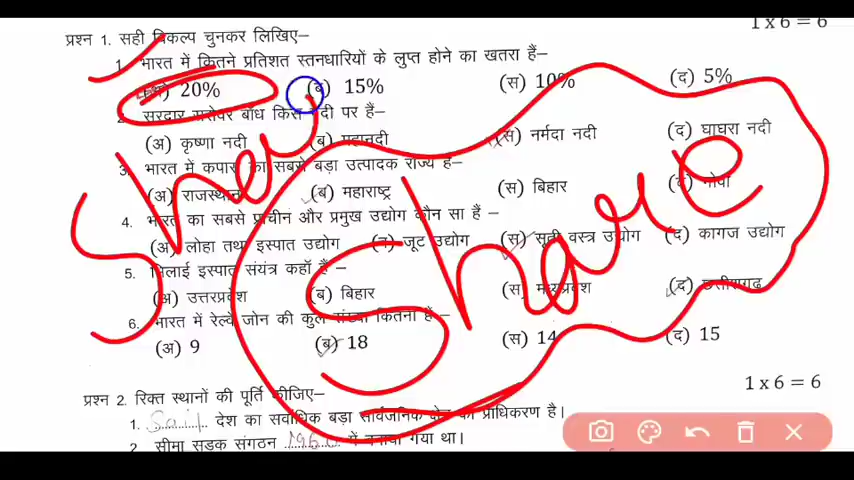 1 x 6 = 6
प्रश्न 1. सही विकल्प चुनकर लिखिए–
1. भारत में कितने प्रतिशत स्तनधारियों के लुप्त होने का खतरा हैं–
(अ) 20% (ब) 15% (स) 10% (द) 5%
2. सरदार सरोवर बाँध किस नदी पर हैं–
(अ) कृष्णा नदी (ब) महानदी (स) नर्मदा नदी (द) घाघरा नदी
3. भारत में कपास का सबसे बड़ा उत्पादक राज्य हैं–
(अ) राजस्थान (ब) महाराष्ट्र (स) बिहार (द) गोवा
4. भारत का सबसे प्राचीन और प्रमुख उद्योग कौन सा हैं –
(अ) लोहा तथा इस्पात उद्योग (ब) जूट उद्योग (स) सूती वस्त्र उद्योग (द) कागज उद्योग
5. भिलाई इस्पात संयंत्र कहाँ हैं –
(अ) उत्तरप्रदेश (ब) बिहार (स) मध्यप्रदेश (द) छत्तीसगढ़
6. भारत में रेल्वे जोन की कुल संख्या कितनी हैं–
(अ) 9 (ब) 18 (स) 14 (द) 15
Share
1 x 6 = 6
प्रश्न 2. रिक्त स्थानों की पूर्ति कीजिए–
1. Sail देश का सर्वाधिक बड़ा सार्वजनिक क्षेत्र का प्राधिकरण है।
2 सीमा सड़क संगठन 1960 में बनाया गया था।